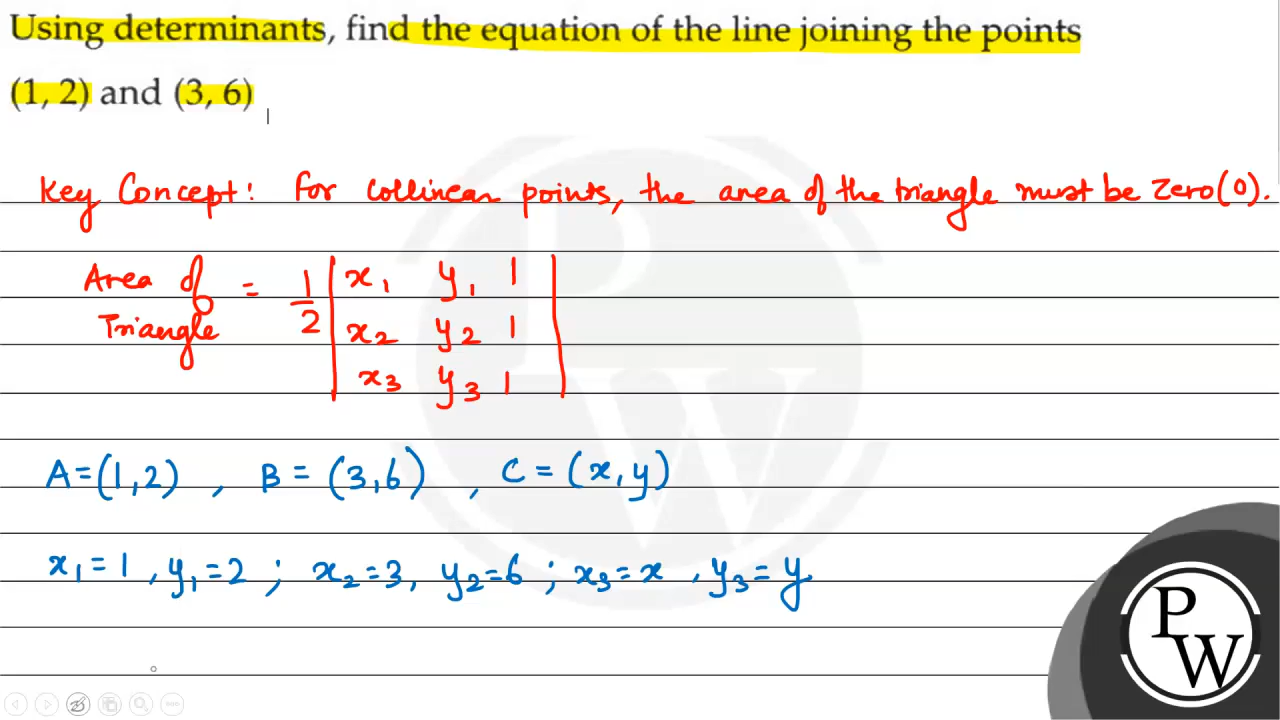 Using determinants, find the equation of the line joining the points
(1, 2) and (3, 6)
Key Concept: For collinear points, the area of the triangle must be zero (0).
Area of Triangle = 1/2 | x₁ y₁ 1 |
| x₂ y₂ 1 |
| x₃ y₃ 1 |
A = (1, 2) , B = (3, 6) , C = (x, y)
x₁ = 1 , y₁ = 2 ; x₂ = 3, y₂ = 6 ; x₃ = x , y₃ = y
PW